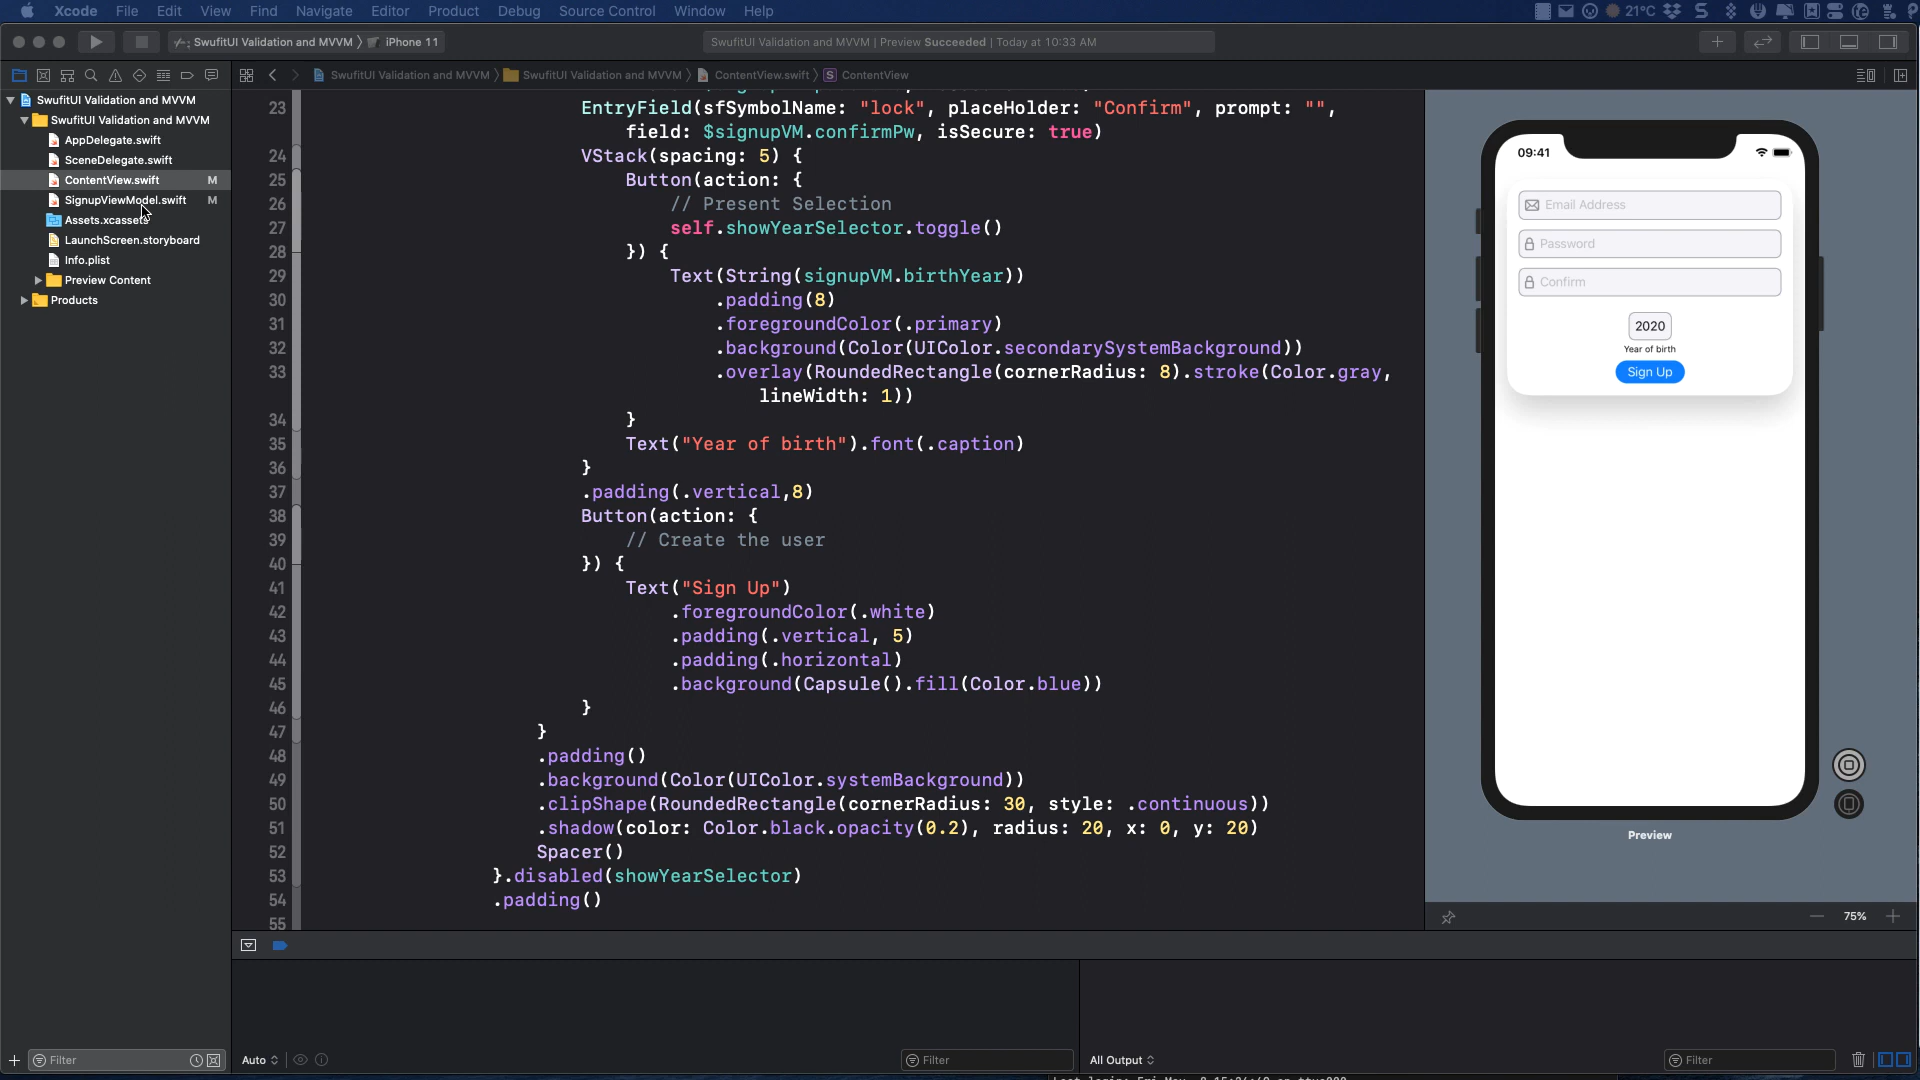 Xcode File Edit View Find Navigate Editor Product Debug Source Control Window Help 21°C
SwufitUI Validation and MVVM iPhone 11 SwufitUI Validation and MVVM | Preview Succeeded | Today at 10:33 AM
SwufitUI Validation and MVVM SwufitUI Validation and MVVM ContentView.swift S ContentView
SwufitUI Validation and MVVM
SwufitUI Validation and MVVM
AppDelegate.swift
SceneDelegate.swift
ContentView.swift M
SignupViewModel.swift M
Assets.xcassets
LaunchScreen.storyboard
Info.plist
Preview Content
Products
23 EntryField(sfSymbolName: "lock", placeHolder: "Confirm", prompt: "",
field: $signupVM.confirmPw, isSecure: true)
24 VStack(spacing: 5) {
25 Button(action: {
26 // Present Selection
27 self.showYearSelector.toggle()
28 }) {
29 Text(String(signupVM.birthYear))
30 .padding(8)
31 .foregroundColor(.primary)
32 .background(Color(UIColor.secondarySystemBackground))
33 .overlay(RoundedRectangle(cornerRadius: 8).stroke(Color.gray,
lineWidth: 1))
34 }
35 Text("Year of birth").font(.caption)
36 }
37 .padding(.vertical,8)
38 Button(action: {
39 // Create the user
40 }) {
41 Text("Sign Up")
42 .foregroundColor(.white)
43 .padding(.vertical, 5)
44 .padding(.horizontal)
45 .background(Capsule().fill(Color.blue))
46 }
47 }
48 .padding()
49 .background(Color(UIColor.systemBackground))
50 .clipShape(RoundedRectangle(cornerRadius: 30, style: .continuous))
51 .shadow(color: Color.black.opacity(0.2), radius: 20, x: 0, y: 20)
52 Spacer()
53 }.disabled(showYearSelector)
54 .padding()
55
09:41
Email Address
Password
Confirm
2020
Year of birth
Sign Up
Preview
75%
Filter
Auto
Filter
All Output
Filter